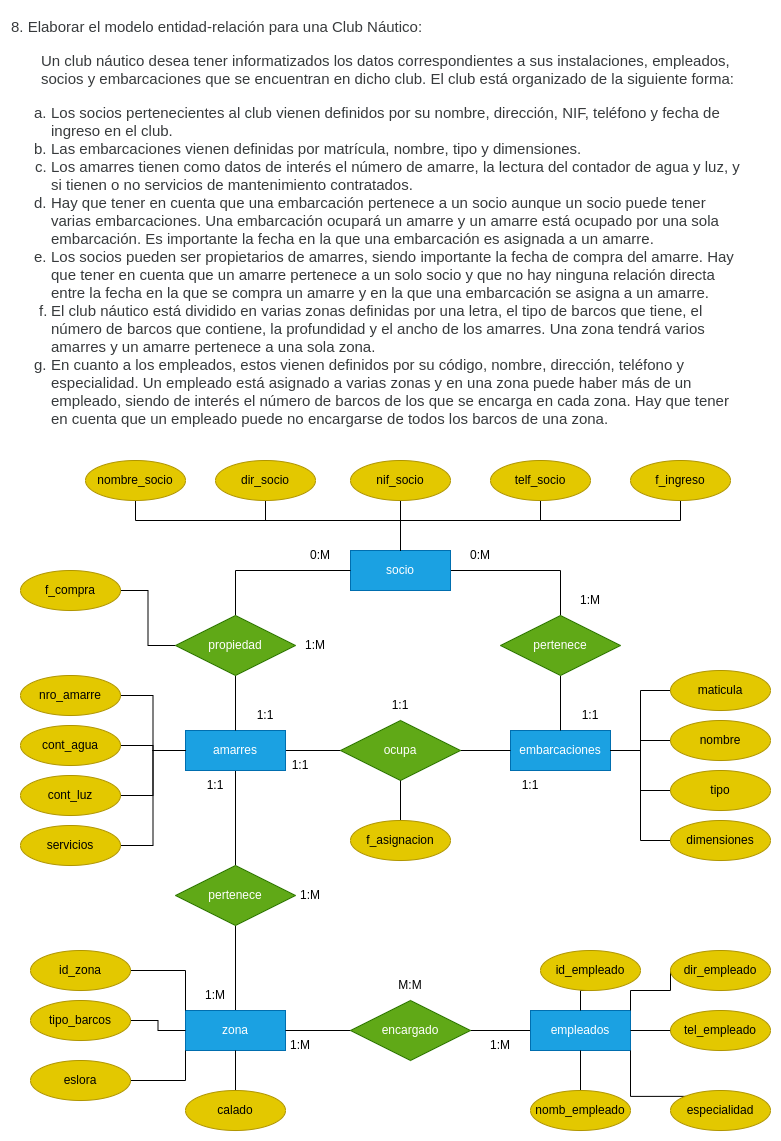 8. Elaborar el modelo entidad-relación para una Club Náutico:
Un club náutico desea tener informatizados los datos correspondientes a sus instalaciones, empleados,
socios y embarcaciones que se encuentran en dicho club. El club está organizado de la siguiente forma:
a. Los socios pertenecientes al club vienen definidos por su nombre, dirección, NIF, teléfono y fecha de
ingreso en el club.
b. Las embarcaciones vienen definidas por matrícula, nombre, tipo y dimensiones.
c. Los amarres tienen como datos de interés el número de amarre, la lectura del contador de agua y luz, y
si tienen o no servicios de mantenimiento contratados.
d. Hay que tener en cuenta que una embarcación pertenece a un socio aunque un socio puede tener
varias embarcaciones. Una embarcación ocupará un amarre y un amarre está ocupado por una sola
embarcación. Es importante la fecha en la que una embarcación es asignada a un amarre.
e. Los socios pueden ser propietarios de amarres, siendo importante la fecha de compra del amarre. Hay
que tener en cuenta que un amarre pertenece a un solo socio y que no hay ninguna relación directa
entre la fecha en la que se compra un amarre y en la que una embarcación se asigna a un amarre.
f. El club náutico está dividido en varias zonas definidas por una letra, el tipo de barcos que tiene, el
número de barcos que contiene, la profundidad y el ancho de los amarres. Una zona tendrá varios
amarres y un amarre pertenece a una sola zona.
g. En cuanto a los empleados, estos vienen definidos por su código, nombre, dirección, teléfono y
especialidad. Un empleado está asignado a varias zonas y en una zona puede haber más de un
empleado, siendo de interés el número de barcos de los que se encarga en cada zona. Hay que tener
en cuenta que un empleado puede no encargarse de todos los barcos de una zona.
nombre_socio dir_socio nif_socio telf_socio f_ingreso
0:M 0:M
socio
f_compra 1:M
propiedad 1:M pertenece
nro_amarre maticula
1:1 1:1 1:1
cont_agua amarres ocupa embarcaciones nombre
1:1
1:1 1:1
cont_luz tipo
servicios f_asignacion dimensiones
pertenece 1:M
id_zona id_empleado dir_empleado
1:M M:M
tipo_barcos zona encargado empleados tel_empleado
1:M 1:M
eslora
calado nomb_empleado especialidad